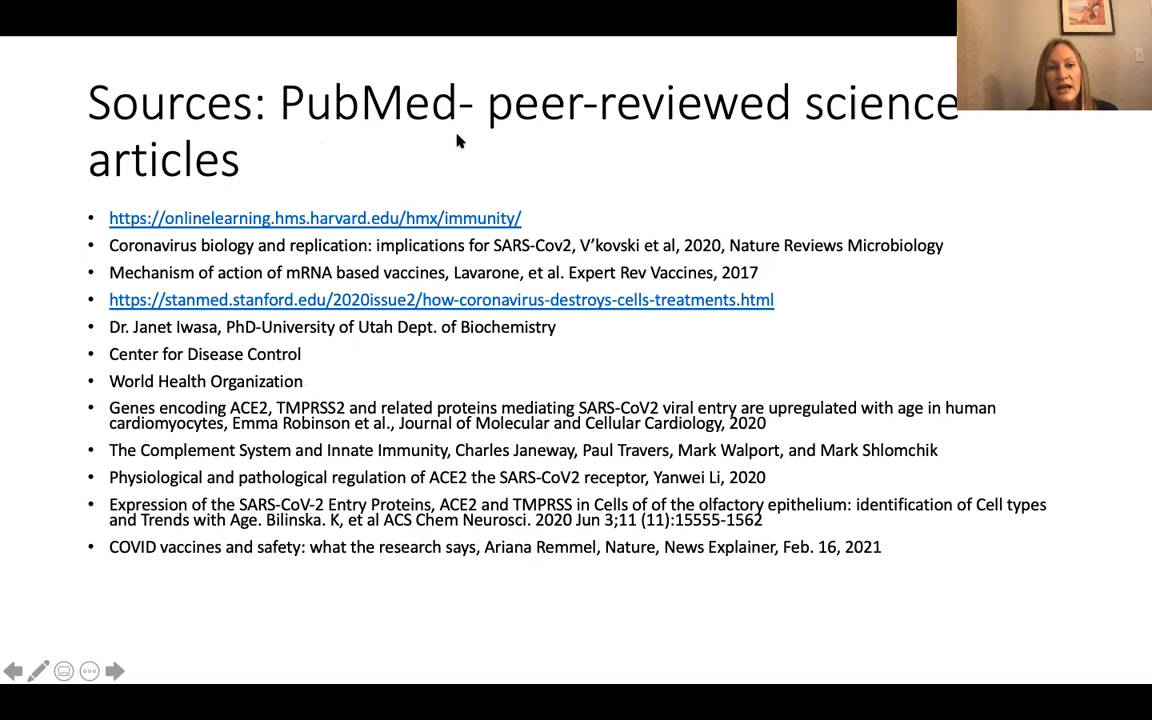 Sources: PubMed- peer-reviewed science
articles
• https://onlinelearning.hms.harvard.edu/hmx/immunity/
• Coronavirus biology and replication: implications for SARS-Cov2, V'kovski et al, 2020, Nature Reviews Microbiology
• Mechanism of action of mRNA based vaccines, Lavarone, et al. Expert Rev Vaccines, 2017
• https://stanmed.stanford.edu/2020issue2/how-coronavirus-destroys-cells-treatments.html
• Dr. Janet Iwasa, PhD-University of Utah Dept. of Biochemistry
• Center for Disease Control
• World Health Organization
• Genes encoding ACE2, TMPRSS2 and related proteins mediating SARS-CoV2 viral entry are upregulated with age in human
cardiomyocytes, Emma Robinson et al., Journal of Molecular and Cellular Cardiology, 2020
• The Complement System and Innate Immunity, Charles Janeway, Paul Travers, Mark Walport, and Mark Shlomchik
• Physiological and pathological regulation of ACE2 the SARS-CoV2 receptor, Yanwei Li, 2020
• Expression of the SARS-CoV-2 Entry Proteins, ACE2 and TMPRSS in Cells of of the olfactory epithelium: identification of Cell types
and Trends with Age. Bilinska. K, et al ACS Chem Neurosci. 2020 Jun 3;11 (11):15555-1562
• COVID vaccines and safety: what the research says, Ariana Remmel, Nature, News Explainer, Feb. 16, 2021